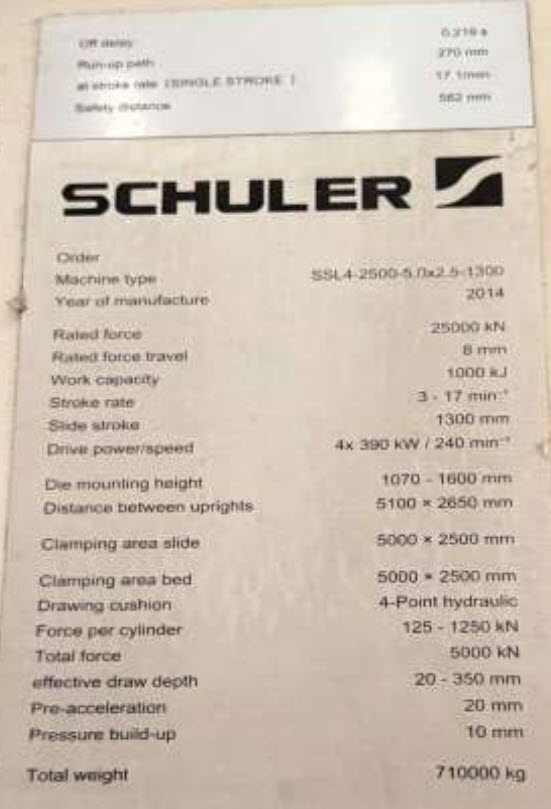 Off delay 0.219 s
Run-up path 270 mm
at stroke rate (SINGLE STROKE ) 17 1/min
Safety distance 562 mm
SCHULER
Order
Machine type SSL4-2500-5.0x2.5-1300
Year of manufacture 2014
Rated force 25000 kN
Rated force travel 8 mm
Work capacity 1000 kJ
Stroke rate 3 - 17 min⁻¹
Slide stroke 1300 mm
Drive power/speed 4x 390 kW / 240 min⁻¹
Die mounting height 1070 - 1600 mm
Distance between uprights 5100 × 2650 mm
Clamping area slide 5000 × 2500 mm
Clamping area bed 5000 × 2500 mm
Drawing cushion 4-Point hydraulic
Force per cylinder 125 - 1250 kN
Total force 5000 kN
effective draw depth 20 - 350 mm
Pre-acceleration 20 mm
Pressure build-up 10 mm
Total weight 710000 kg